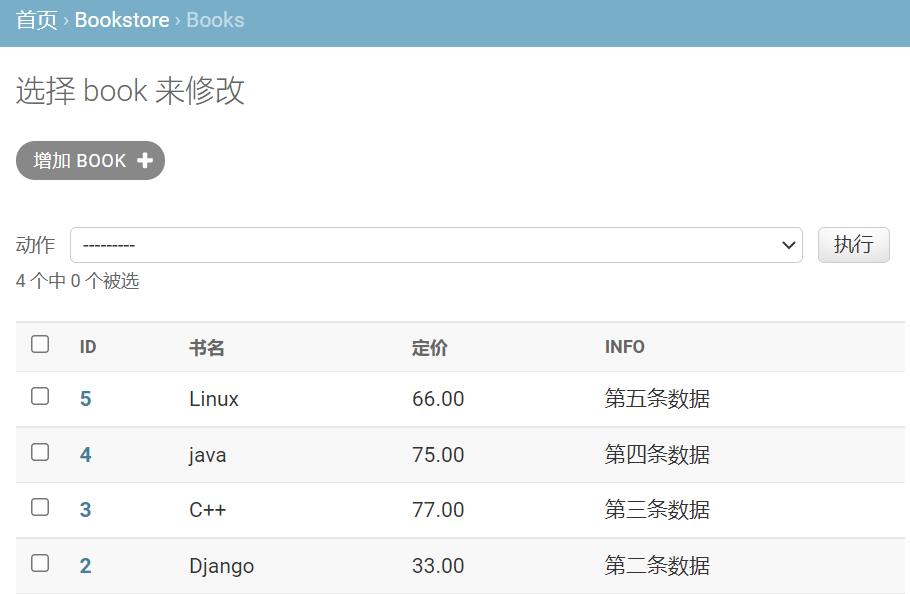 首页 › Bookstore › Books
选择 book 来修改
增加 BOOK
动作 --------- 执行
4 个中 0 个被选
ID 书名 定价 INFO
5 Linux 66.00 第五条数据
4 java 75.00 第四条数据
3 C++ 77.00 第三条数据
2 Django 33.00 第二条数据